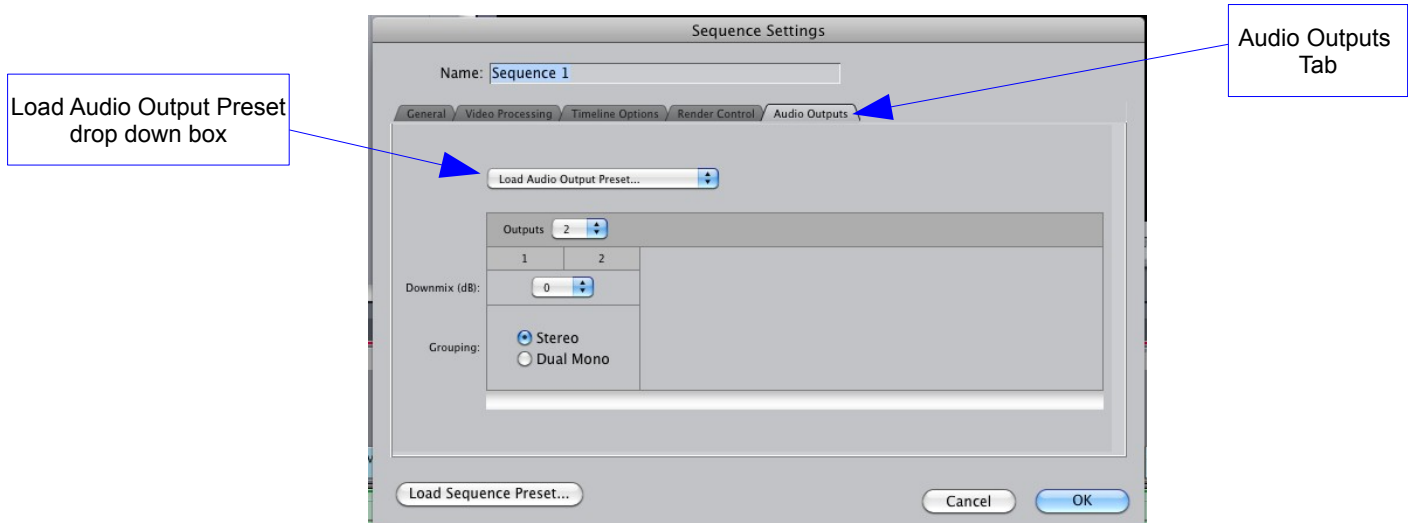 Sequence Settings
Audio Outputs
Tab
Name: Sequence 1
Load Audio Output Preset
drop down box
General Video Processing Timeline Options Render Control Audio Outputs
Load Audio Output Preset...
Outputs 2
1 2
Downmix (dB): 0
Grouping:
Stereo
Dual Mono
Load Sequence Preset...
Cancel OK